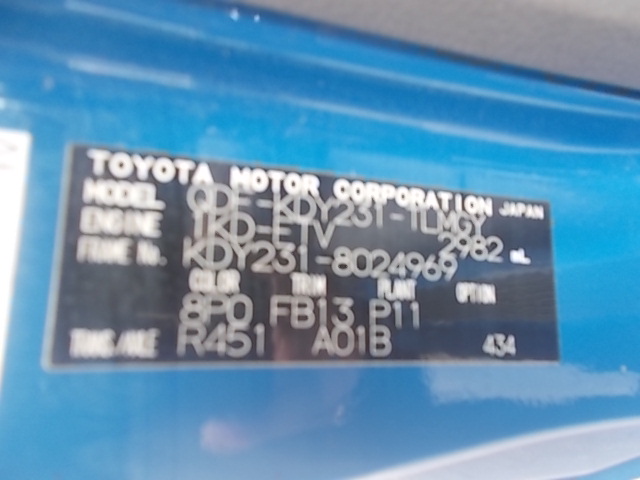 TOYOTA MOTOR CORPORATION JAPAN
MODEL QDF-KDY231-TLMGY
ENGINE 1KD-FTV 2982 mL
FRAME No. KDY231-8024969
COLOR TRIM PLANT OPTION
8P0 FB13 P11
TRANS/AXLE R451 A01B 434